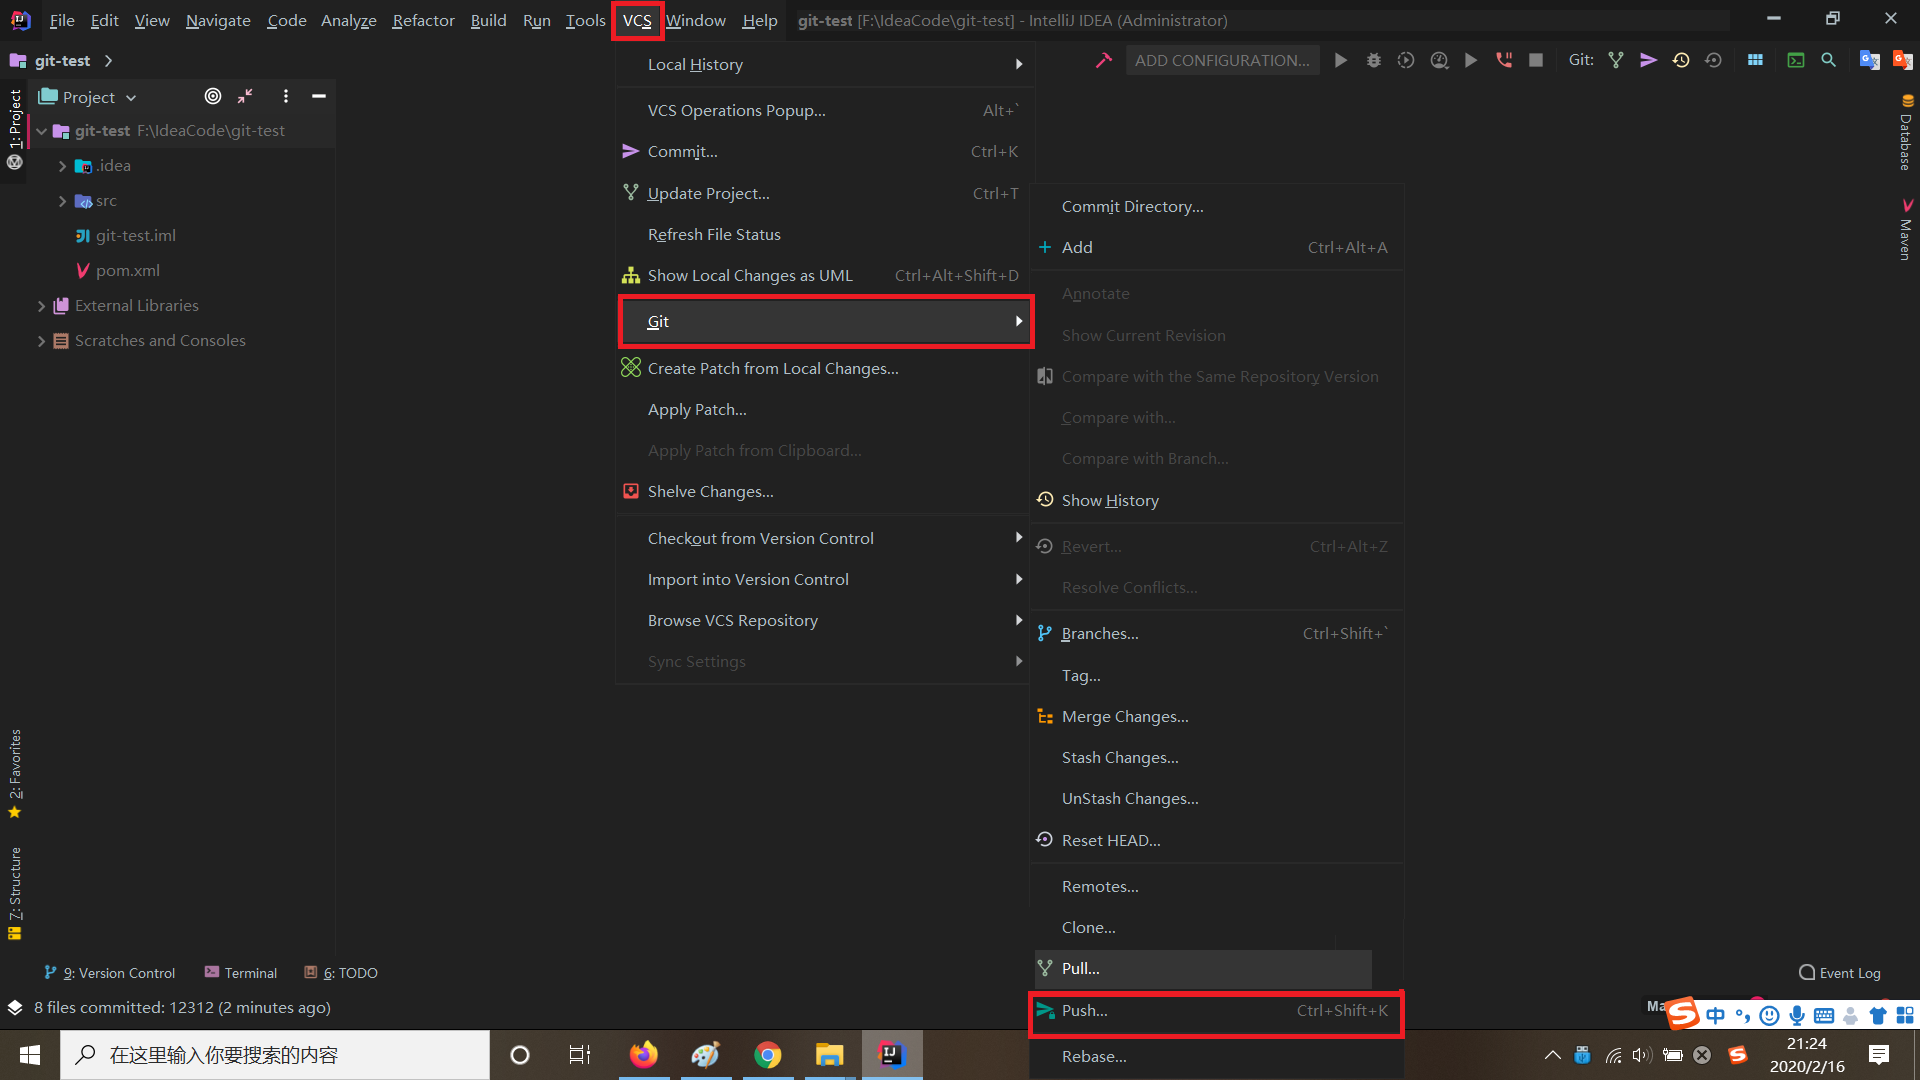 File Edit View Navigate Code Analyze Refactor Build Run Tools VCS Window Help git-test [F:\IdeaCode\git-test] - IntelliJ IDEA (Administrator)
git-test
ADD CONFIGURATION...
Git:
Project
1: Project
git-test F:\IdeaCode\git-test
.idea
src
git-test.iml
pom.xml
External Libraries
Scratches and Consoles
Local History
VCS Operations Popup... Alt+`
Commit... Ctrl+K
Update Project... Ctrl+T
Refresh File Status
Show Local Changes as UML Ctrl+Alt+Shift+D
Git
Create Patch from Local Changes...
Apply Patch...
Apply Patch from Clipboard...
Shelve Changes...
Checkout from Version Control
Import into Version Control
Browse VCS Repository
Sync Settings
Commit Directory...
Add Ctrl+Alt+A
Annotate
Show Current Revision
Compare with the Same Repository Version
Compare with...
Compare with Branch...
Show History
Revert... Ctrl+Alt+Z
Resolve Conflicts...
Branches... Ctrl+Shift+`
Tag...
Merge Changes...
Stash Changes...
UnStash Changes...
Reset HEAD...
Remotes...
Clone...
Pull...
Push... Ctrl+Shift+K
Rebase...
Database
Maven
2: Favorites
7: Structure
9: Version Control Terminal 6: TODO
Event Log
8 files committed: 12312 (2 minutes ago)
Ma
中
在这里输入你要搜索的内容
21:24
2020/2/16